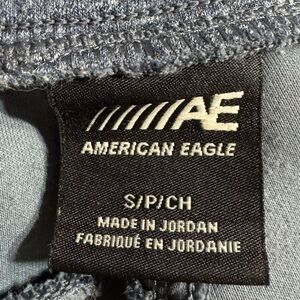 AE
AMERICAN EAGLE
S/P/CH
MADE IN JORDAN
FABRIQUÉ EN JORDANIE